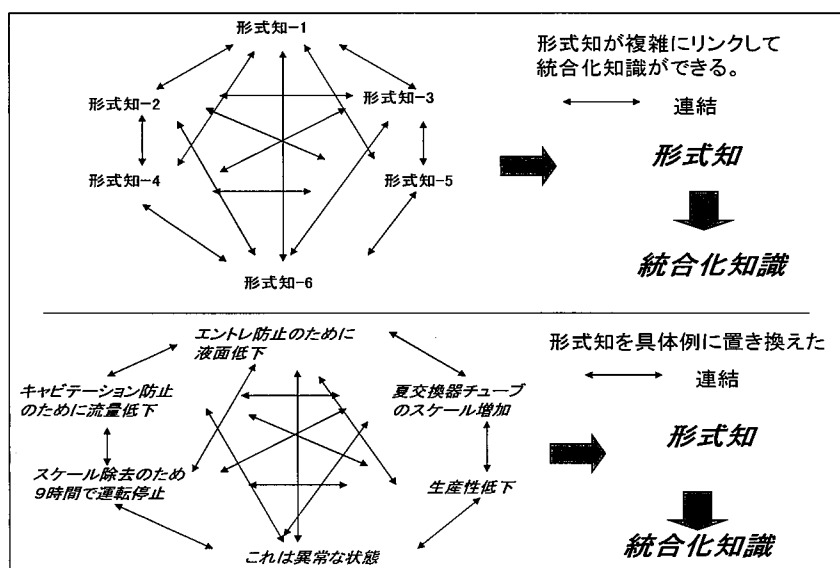 形式知-1
形式知-2
形式知-3
形式知-4
形式知-5
形式知-6
形式知が複雑にリンクして
統合化知識ができる。
連結
形式知
統合化知識
エントレ防止のために
液面低下
キャビテーション防止
のために流量低下
夏交換器チューブ
のスケール増加
スケール除去のため
9時間で運転停止
生産性低下
これは異常な状態
形式知を具体例に置き換えた
連結
形式知
統合化知識